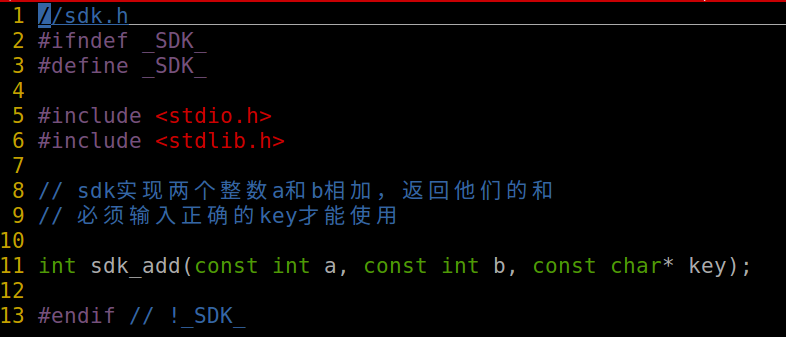 1 //sdk.h
2 #ifndef _SDK_
3 #define _SDK_
4
5 #include <stdio.h>
6 #include <stdlib.h>
7
8 // sdk实现两个整数a和b相加，返回他们的和
9 // 必须输入正确的key才能使用
10
11 int sdk_add(const int a, const int b, const char* key);
12
13 #endif // !_SDK_